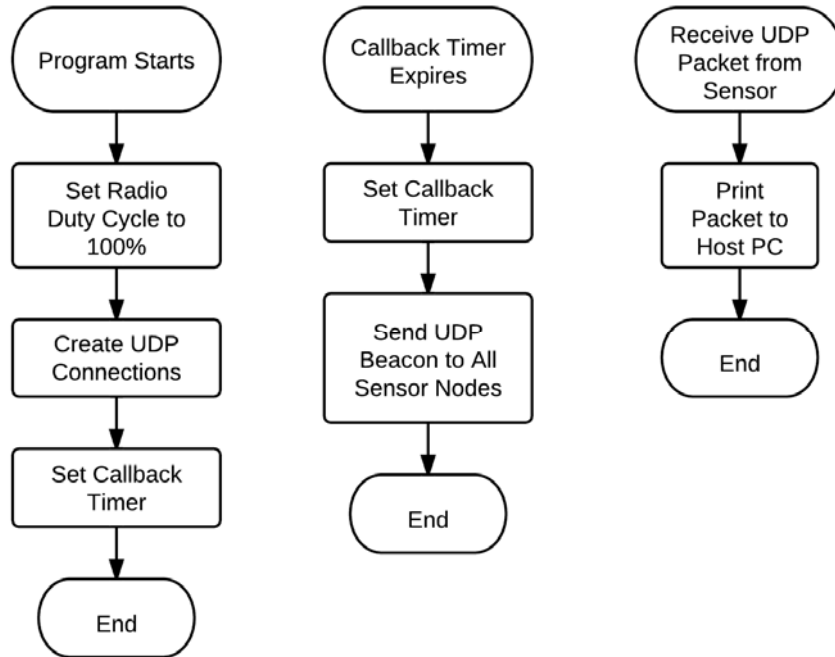 Program Starts
Set Radio
Duty Cycle to
100%
Create UDP
Connections
Set Callback
Timer
End
Callback Timer
Expires
Set Callback
Timer
Send UDP
Beacon to All
Sensor Nodes
End
Receive UDP
Packet from
Sensor
Print
Packet to
Host PC
End